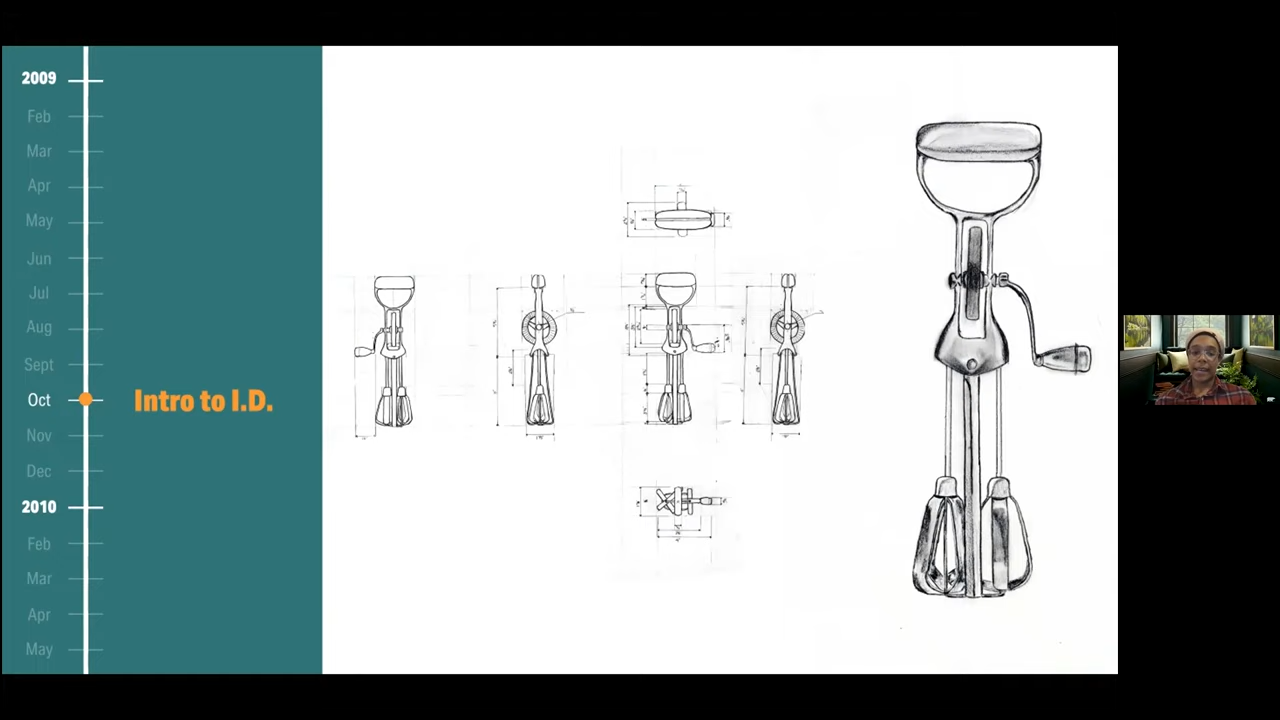 2009
Feb
Mar
Apr
May
Jun
Jul
Aug
Sept
Oct
Intro to I.D.
Nov
Dec
2010
Feb
Mar
Apr
May